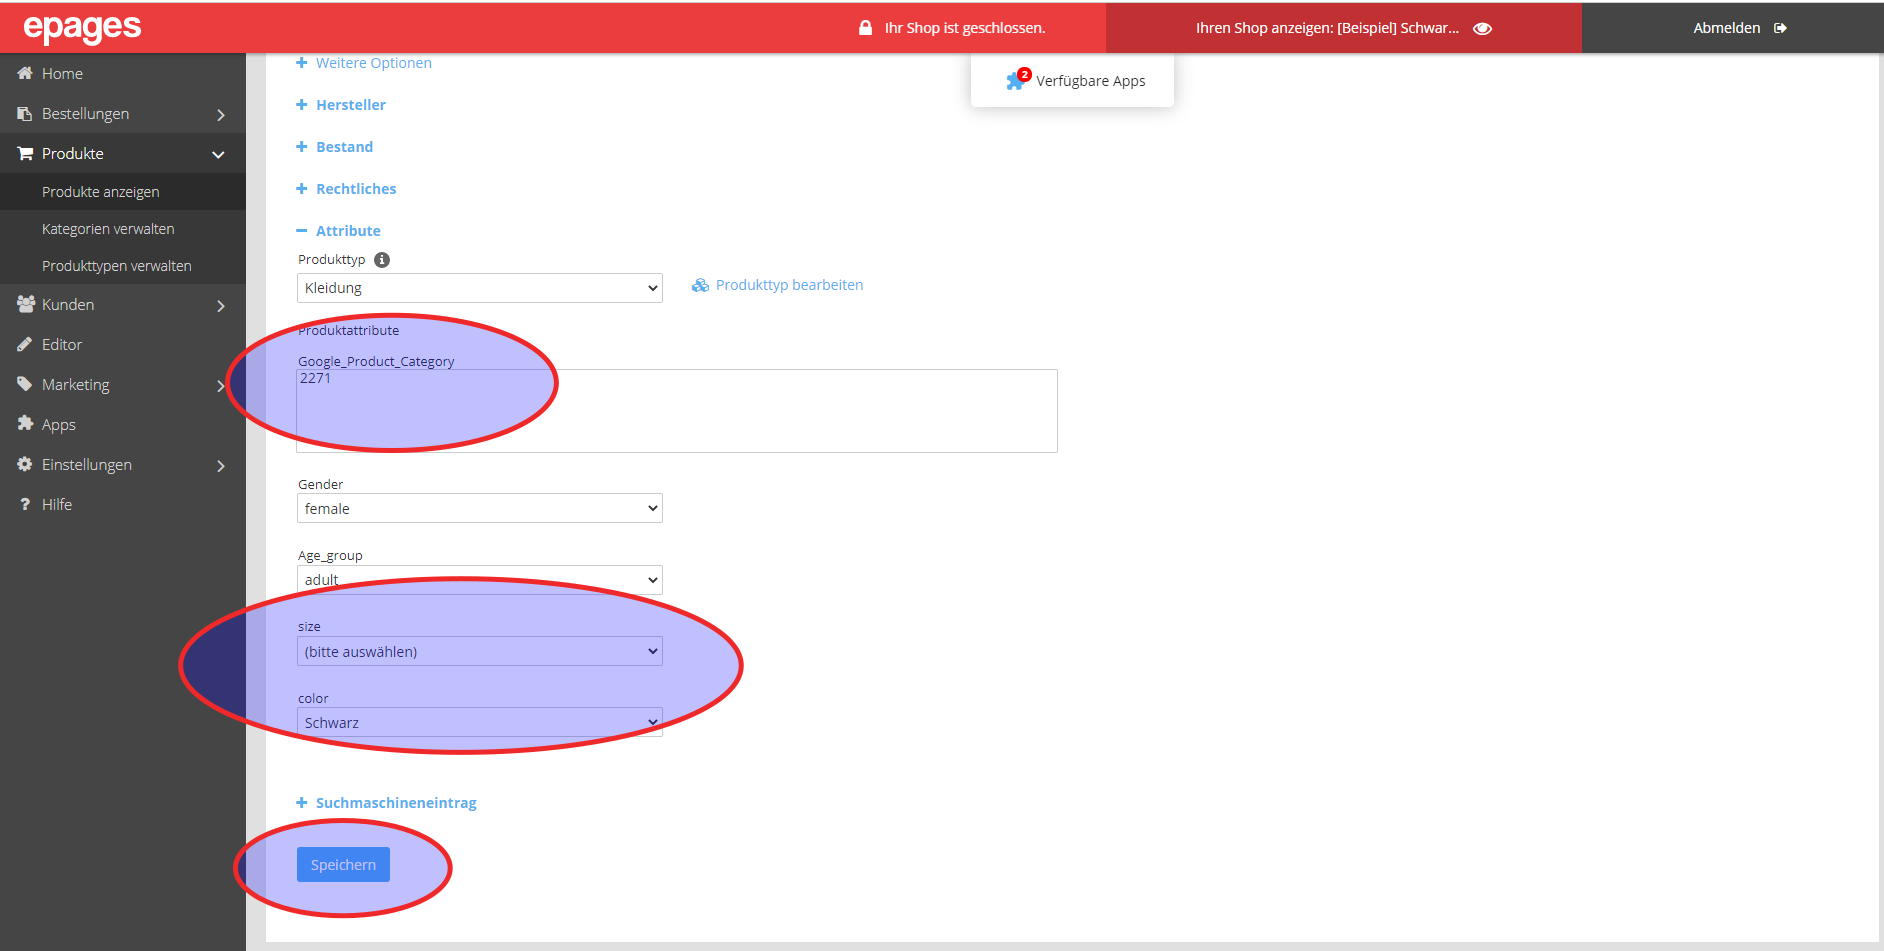 epages
Ihr Shop ist geschlossen.
Ihren Shop anzeigen: [Beispiel] Schwar...
Abmelden
Home
Bestellungen
Produkte
Produkte anzeigen
Kategorien verwalten
Produkttypen verwalten
Kunden
Editor
Marketing
Apps
Einstellungen
? Hilfe
Weitere Optionen
2 Verfügbare Apps
Hersteller
Bestand
Rechtliches
Attribute
Produkttyp i
Kleidung
Produkttyp bearbeiten
Produktattribute
Google_Product_Category
2271
Gender
female
Age_group
adult
size
(bitte auswählen)
color
Schwarz
Suchmaschineneintrag
Speichern